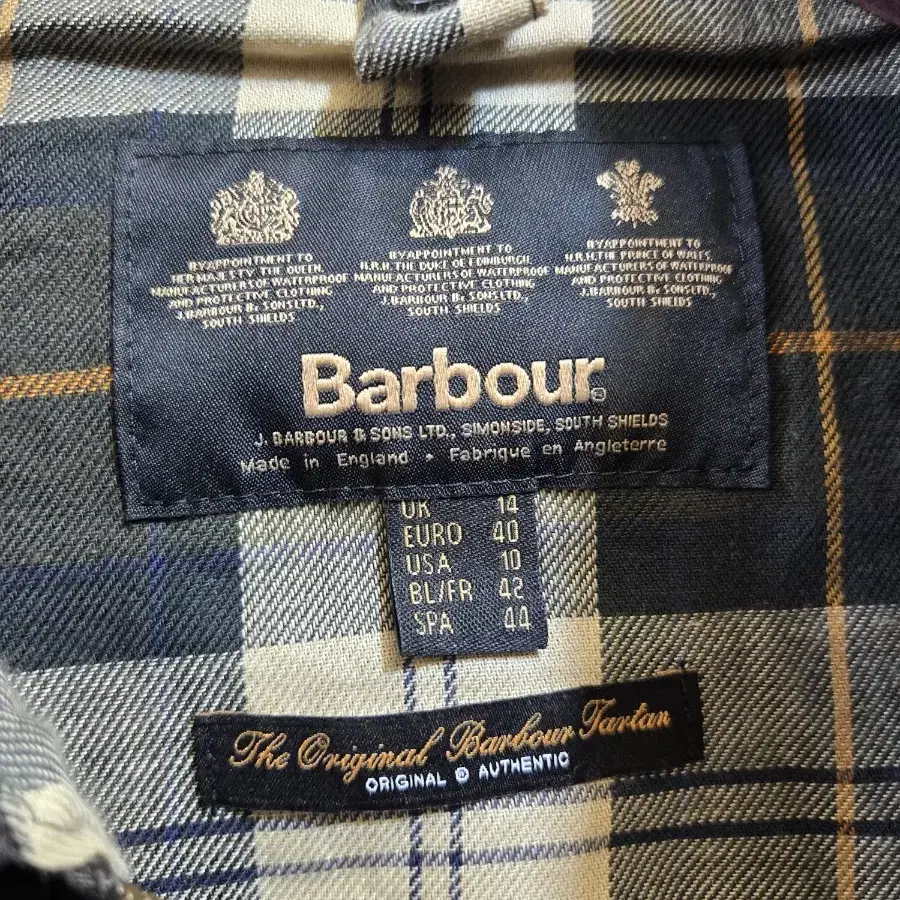 BY APPOINTMENT TO
HER MAJESTY THE QUEEN,
MANUFACTURERS OF WATERPROOF
AND PROTECTIVE CLOTHING
J. BARBOUR & SONS LTD.,
SOUTH SHIELDS
BY APPOINTMENT TO
H.R.H. THE DUKE OF EDINBURGH
MANUFACTURERS OF WATERPROOF
AND PROTECTIVE CLOTHING
J. BARBOUR & SONS LTD.,
SOUTH SHIELDS
BY APPOINTMENT TO
H.R.H. THE PRINCE OF WALES
MANUFACTURERS OF WATERPROOF
AND PROTECTIVE CLOTHING
J. BARBOUR & SONS LTD.,
SOUTH SHIELDS
Barbour®
J. BARBOUR & SONS LTD., SIMONSIDE, SOUTH SHIELDS
Made in England • Fabrique en Angleterre
UK 14
EURO 40
USA 10
BL/FR 42
SPA 44
The Original Barbour Tartan
ORIGINAL & AUTHENTIC